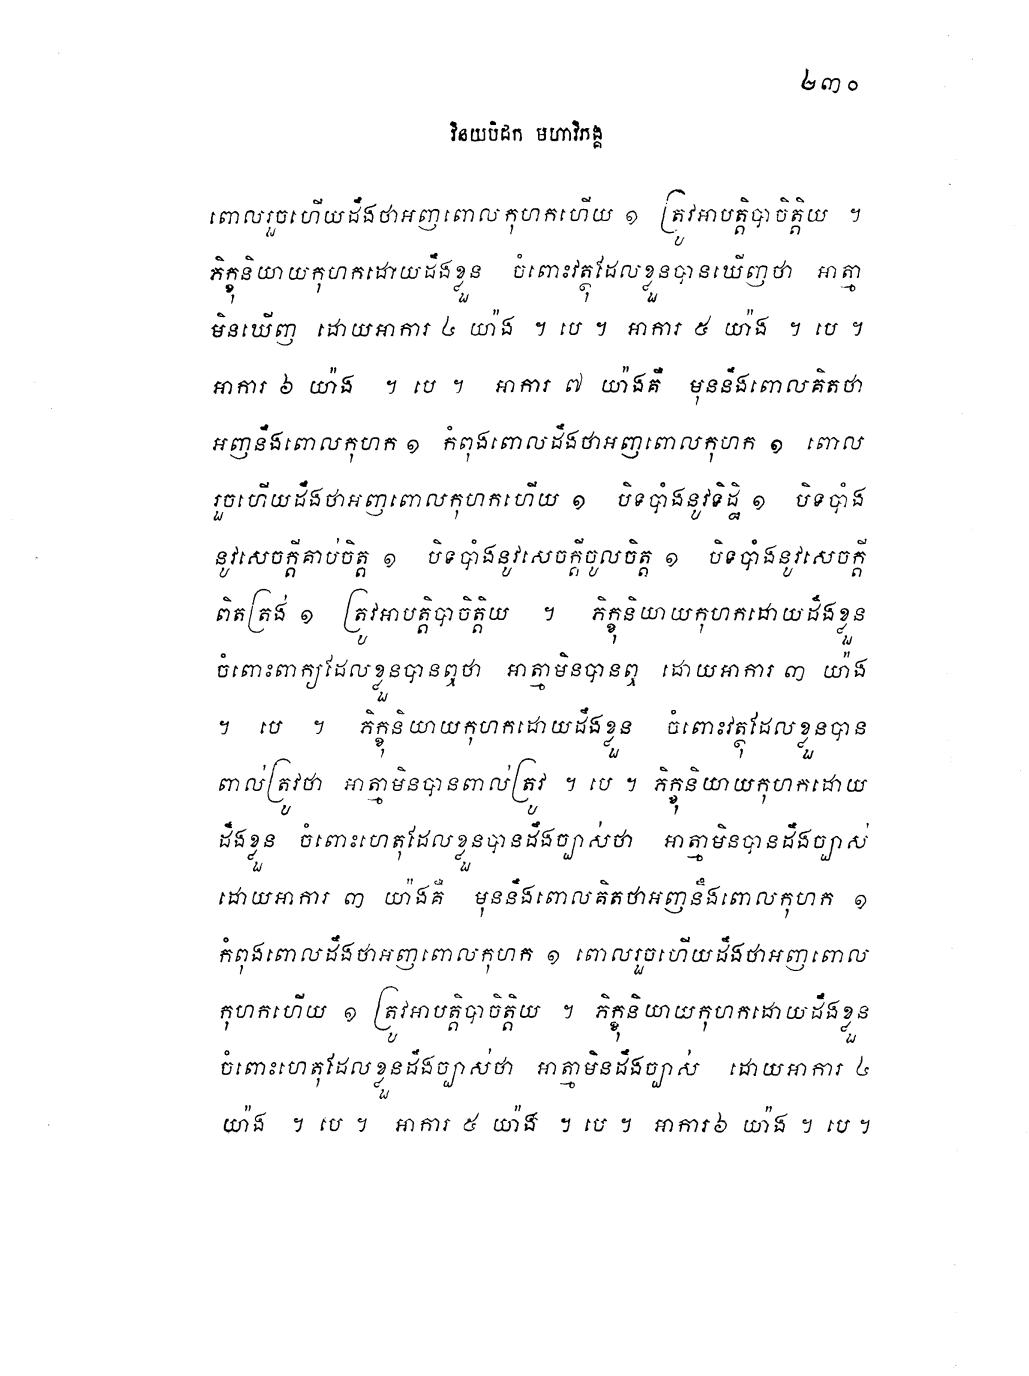 ២៣០
វិនយបិដក មហាវិភង្គ
ពោលរួចហើយដឹងថាអញពោលកុហកហើយ ១ ត្រូវអាបត្តិបាចិត្តិយ ។
ភិក្ខុនិយាយកុហកដោយដឹងខ្លួន ចំពោះវត្ថុដែលខ្លួនបានឃើញថា អាត្មា
មិនឃើញ ដោយអាការ ៤ យ៉ាង ។ បេ ។ អាការ ៥ យ៉ាង ។ បេ ។
អាការ ៦ យ៉ាង ។ បេ ។ អាការ ៧ យ៉ាងគឺ មុននឹងពោលគិតថា
អញនឹងពោលកុហក ១ កំពុងពោលដឹងថាអញពោលកុហក ១ ពោល
រួចហើយដឹងថាអញពោលកុហកហើយ ១ បិទបាំងនូវទិដ្ឋិ ១ បិទបាំង
នូវសេចក្តីគាប់ចិត្ត ១ បិទបាំងនូវសេចក្តីចូលចិត្ត ១ បិទបាំងនូវសេចក្តី
ពិតត្រង់ ១ ត្រូវអាបត្តិបាចិត្តិយ ។ ភិក្ខុនិយាយកុហកដោយដឹងខ្លួន
ចំពោះពាក្យដែលខ្លួនបានឮថា អាត្មាមិនបានឮ ដោយអាការ ៣ យ៉ាង
។ បេ ។ ភិក្ខុនិយាយកុហកដោយដឹងខ្លួន ចំពោះវត្ថុដែលខ្លួនបាន
ពាល់ត្រូវថា អាត្មាមិនបានពាល់ត្រូវ ។ បេ ។ ភិក្ខុនិយាយកុហកដោយ
ដឹងខ្លួន ចំពោះហេតុដែលខ្លួនបានដឹងច្បាស់ថា អាត្មាមិនបានដឹងច្បាស់
ដោយអាការ ៣ យ៉ាងគឺ មុននឹងពោលគិតថាអញនឹងពោលកុហក ១
កំពុងពោលដឹងថាអញពោលកុហក ១ ពោលរួចហើយដឹងថាអញពោល
កុហកហើយ ១ ត្រូវអាបត្តិបាចិត្តិយ ។ ភិក្ខុនិយាយកុហកដោយដឹងខ្លួន
ចំពោះហេតុដែលខ្លួនដឹងច្បាស់ថា អាត្មាមិនដឹងច្បាស់ ដោយអាការ ៤
យ៉ាង ។ បេ ។ អាការ ៥ យ៉ាង ។ បេ ។ អាការ៦ យ៉ាង ។ បេ ។